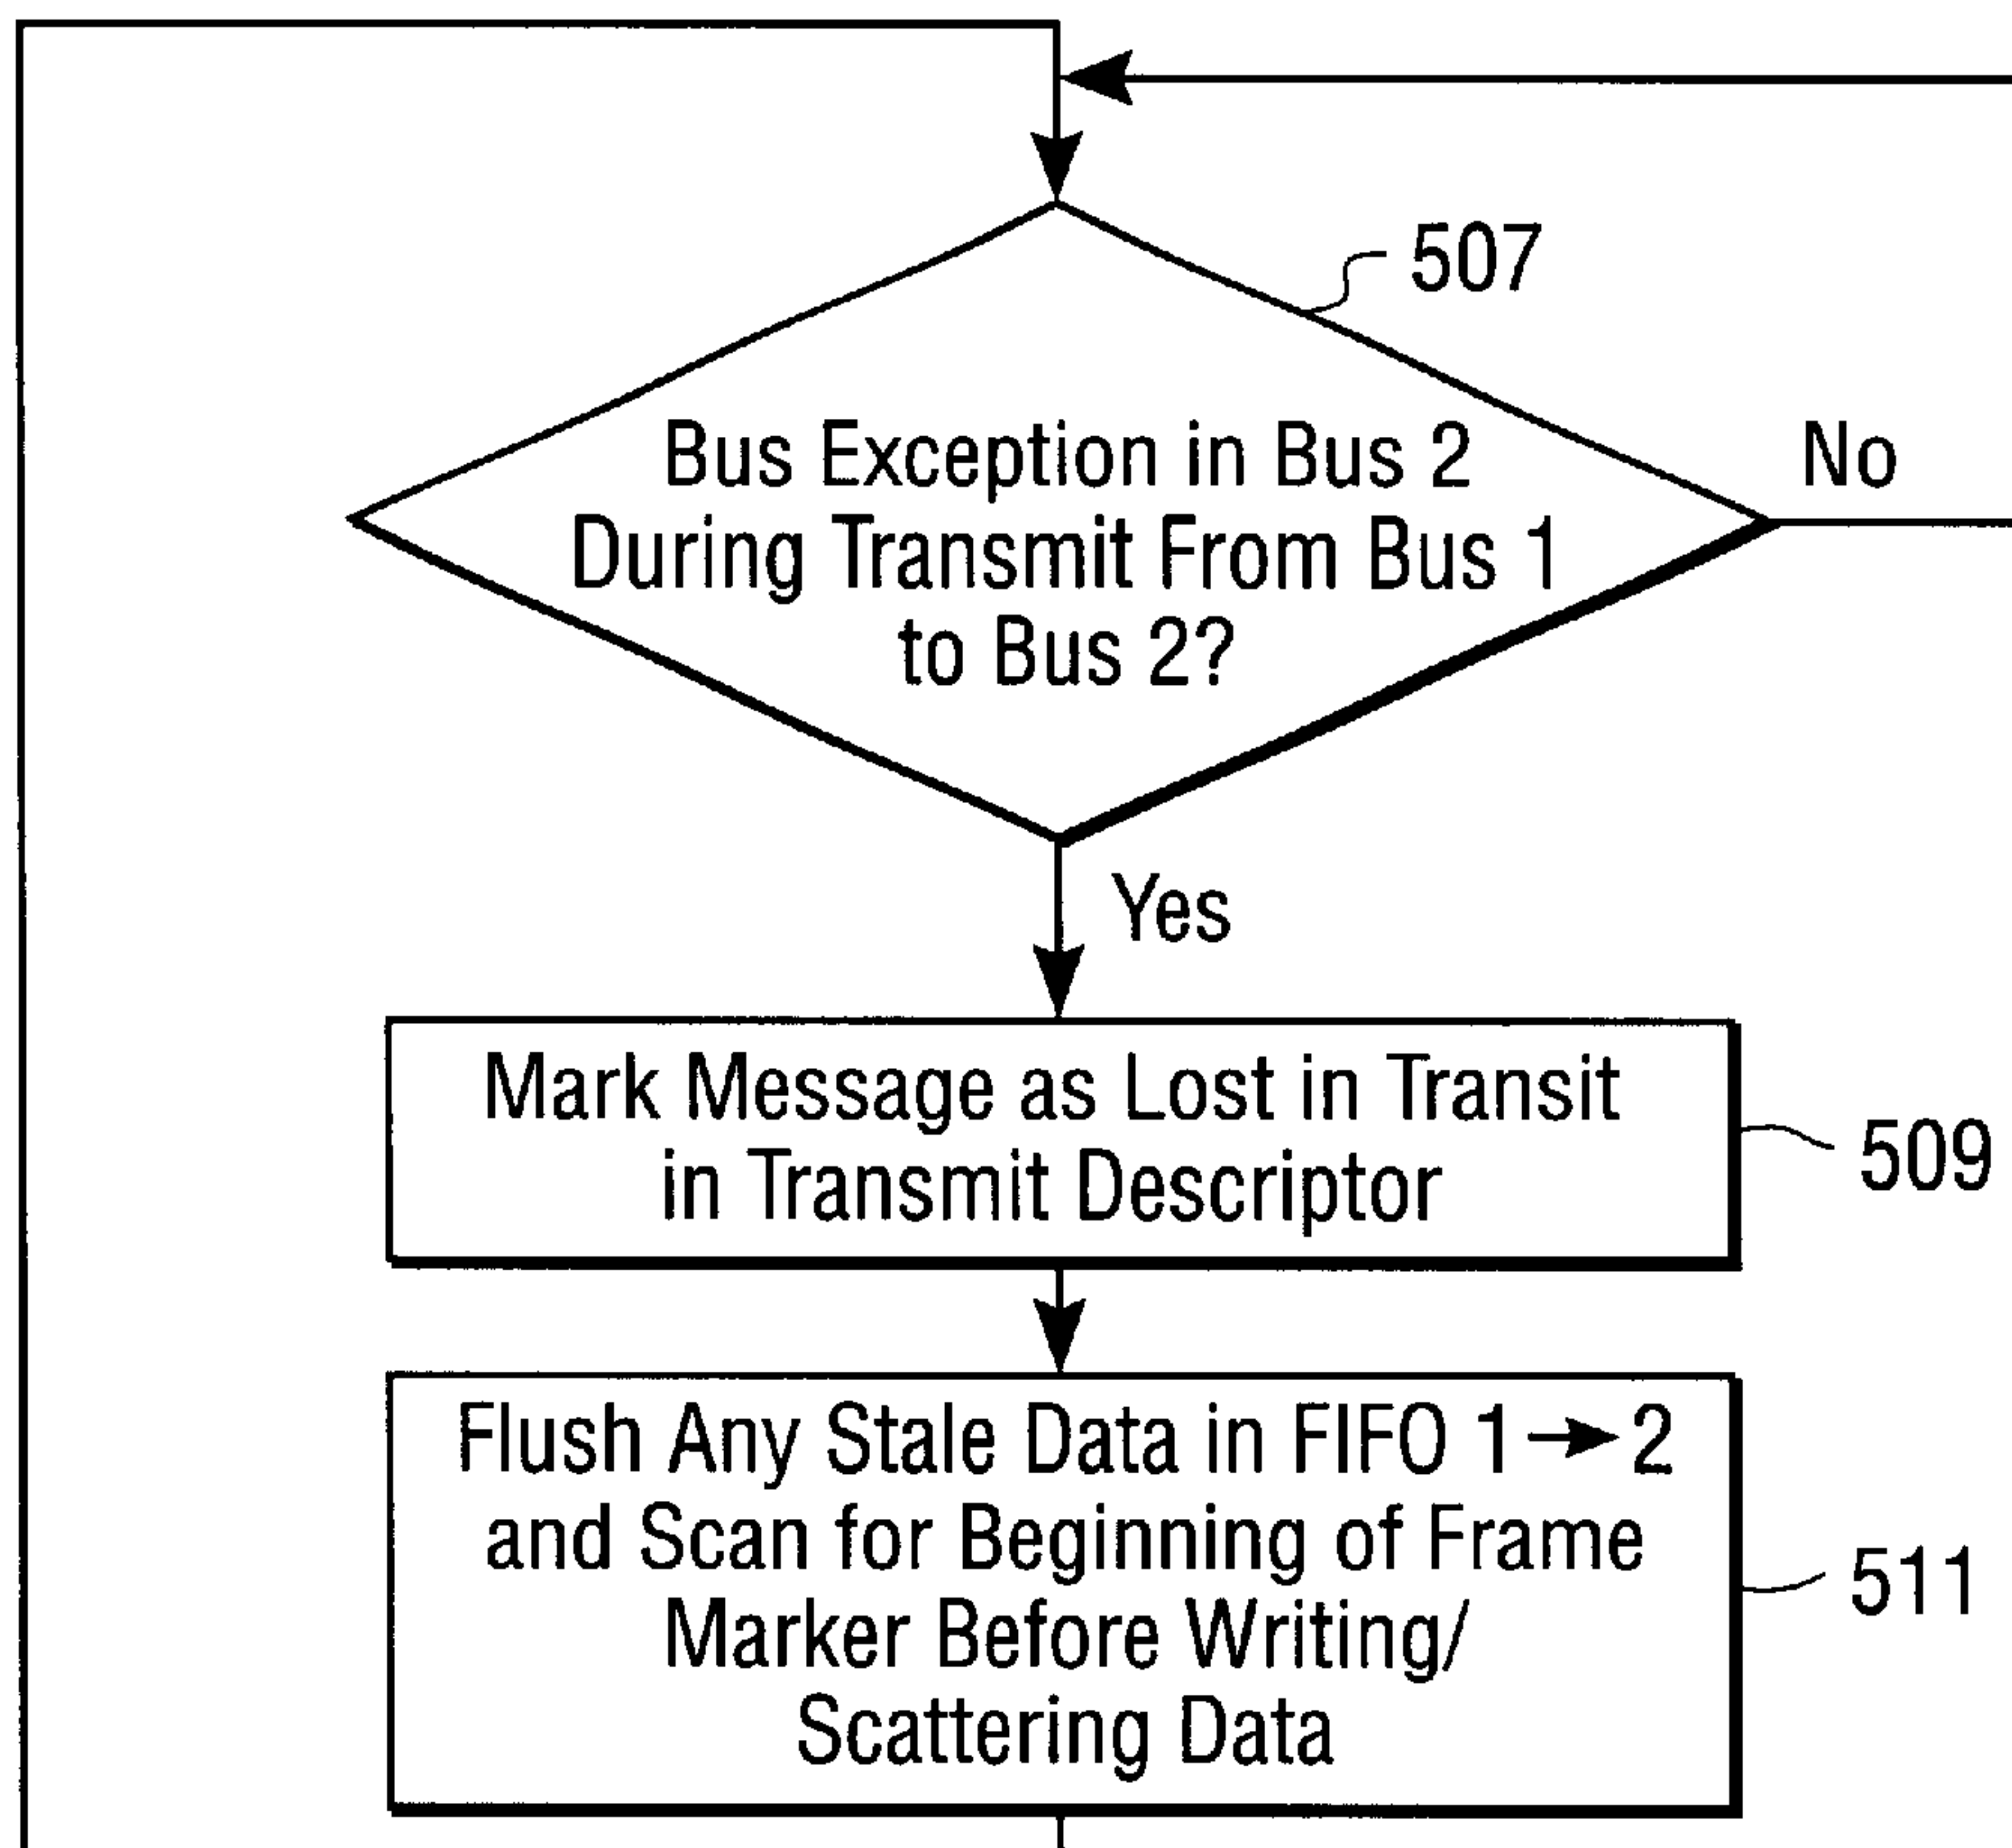 507
Bus Exception in Bus 2
During Transmit From Bus 1
to Bus 2?
No
Yes
Mark Message as Lost in Transit
in Transmit Descriptor
509
Flush Any Stale Data in FIFO 1 → 2
and Scan for Beginning of Frame
Marker Before Writing/
Scattering Data
511